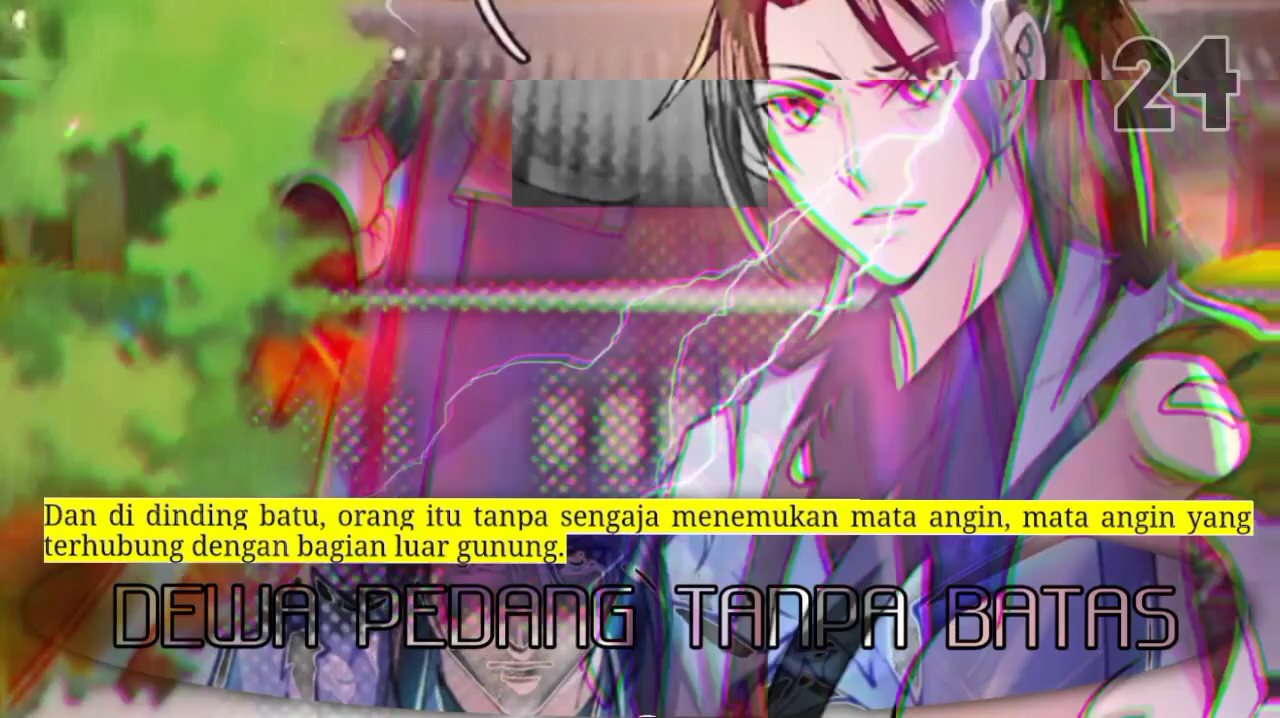 24
Dan di dinding batu, orang itu tanpa sengaja menemukan mata angin, mata angin yang
terhubung dengan bagian luar gunung.
DEWA PEDANG TANPA BATAS